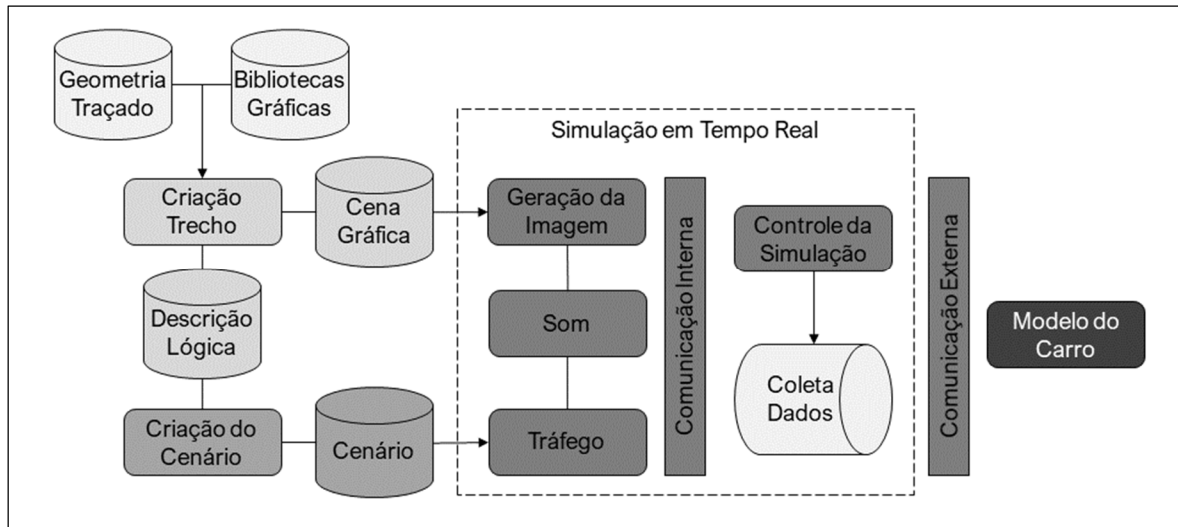 Geometria
Traçado
Bibliotecas
Gráficas
Simulação em Tempo Real
Criação
Trecho
Cena
Gráfica
Geração da
Imagem
Comunicação Interna
Controle da
Simulação
Comunicação Externa
Descrição
Lógica
Som
Modelo do
Carro
Coleta
Dados
Criação do
Cenário
Cenário
Tráfego